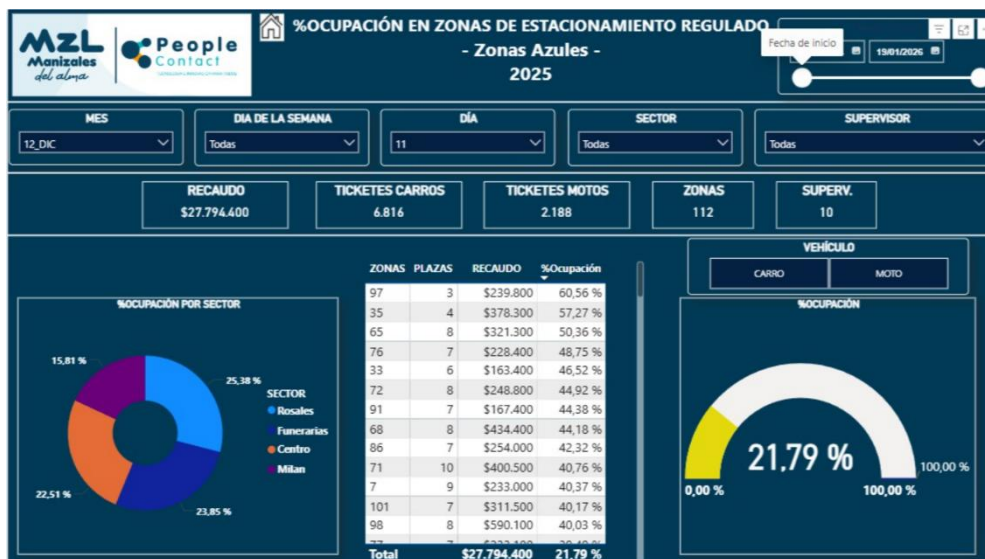 MZL
Manizales
del alma
People
Contact
%OCUPACIÓN EN ZONAS DE ESTACIONAMIENTO REGULADO
- Zonas Azules -
2025
Fecha de inicio
19/01/2026
MES
DIA DE LA SEMANA
DÍA
SECTOR
SUPERVISOR
12_DIC
Todas
11
Todas
Todas
RECAUDO
TICKETES CARROS
TICKETES MOTOS
ZONAS
SUPERV.
$27.794.400
6.816
2.188
112
10
VEHÍCULO
CARRO
MOTO
%OCUPACIÓN POR SECTOR
15,81 %
25,38 %
22,51 %
23,85 %
SECTOR
Rosales
Funerarias
Centro
Milan
ZONAS PLAZAS RECAUDO %Ocupación
97 3 $239.800 60,56 %
35 4 $378.300 57,27 %
65 8 $321.300 50,36 %
76 7 $228.400 48,75 %
33 6 $163.400 46,52 %
72 8 $248.800 44,92 %
91 7 $167.400 44,38 %
68 8 $434.400 44,18 %
86 7 $254.000 42,32 %
71 10 $400.500 40,76 %
7 9 $233.000 40,37 %
101 7 $311.500 40,17 %
98 8 $590.100 40,03 %
Total $27.794.400 21,79 %
%OCUPACIÓN
21,79 %
0,00 %
100,00 %
100,00 %